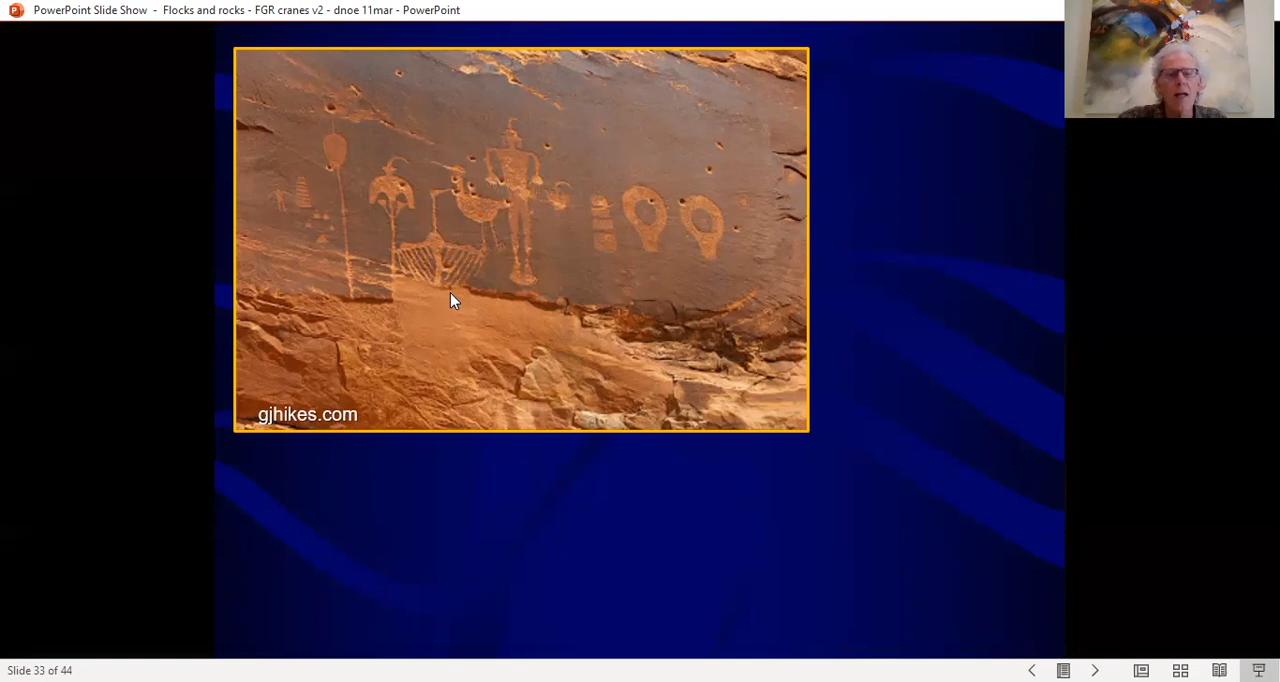 PowerPoint Slide Show - Flocks and rocks - FGR cranes v2 - dnoe 11mar - PowerPoint
gjhikes.com
Slide 33 of 44